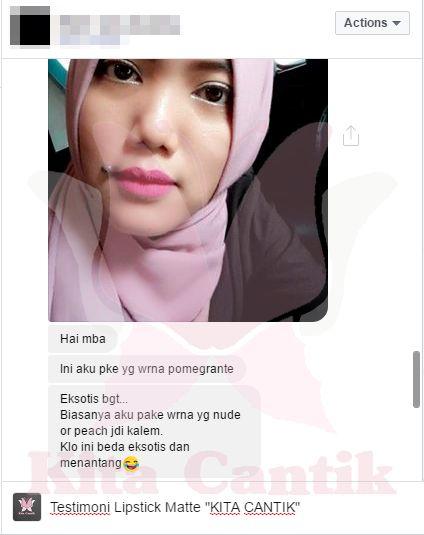 Actions
Hai mba
Ini aku pke yg wrna pomegrante
Eksotis bgt...
Biasanya aku pake wrna yg nude
or peach jdi kalem.
Klo ini beda eksotis dan
menantang😂
Kita Cantik
Testimoni Lipstick Matte "KITA CANTIK"